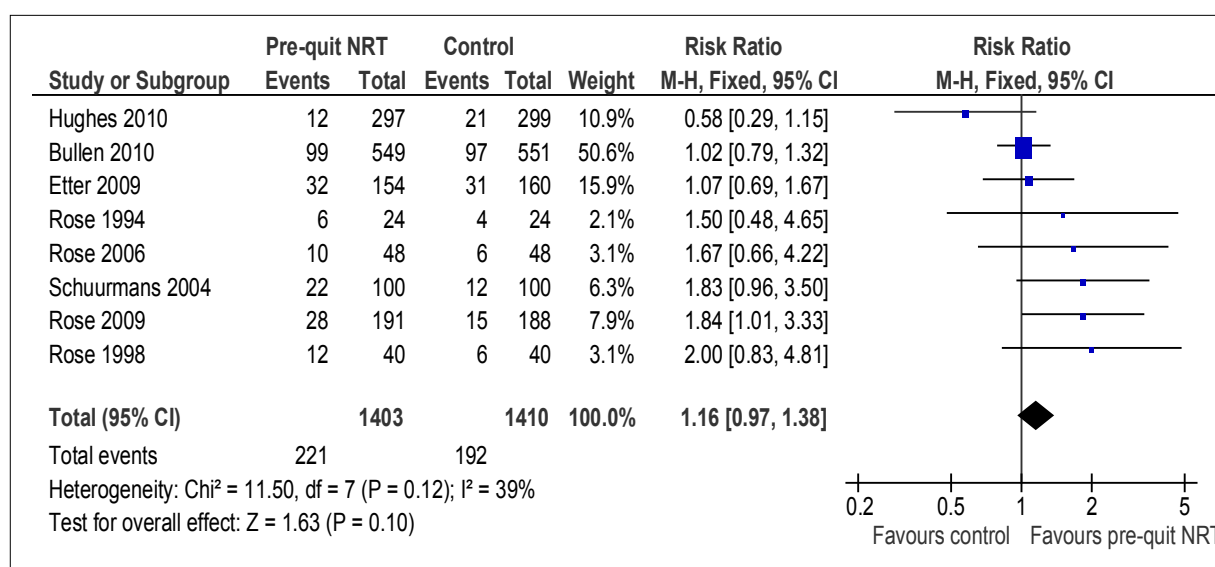 Pre-quit NRT Control Risk Ratio Risk Ratio
Study or Subgroup Events Total Events Total Weight M-H, Fixed, 95% CI M-H, Fixed, 95% CI
Hughes 2010 12 297 21 299 10.9% 0.58 [0.29, 1.15]
Bullen 2010 99 549 97 551 50.6% 1.02 [0.79, 1.32]
Etter 2009 32 154 31 160 15.9% 1.07 [0.69, 1.67]
Rose 1994 6 24 4 24 2.1% 1.50 [0.48, 4.65]
Rose 2006 10 48 6 48 3.1% 1.67 [0.66, 4.22]
Schuurmans 2004 22 100 12 100 6.3% 1.83 [0.96, 3.50]
Rose 2009 28 191 15 188 7.9% 1.84 [1.01, 3.33]
Rose 1998 12 40 6 40 3.1% 2.00 [0.83, 4.81]
Total (95% CI) 1403 1410 100.0% 1.16 [0.97, 1.38]
Total events 221 192
Heterogeneity: Chi² = 11.50, df = 7 (P = 0.12); I² = 39%
Test for overall effect: Z = 1.63 (P = 0.10)
0.2 0.5 1 2 5
Favours control Favours pre-quit NRT